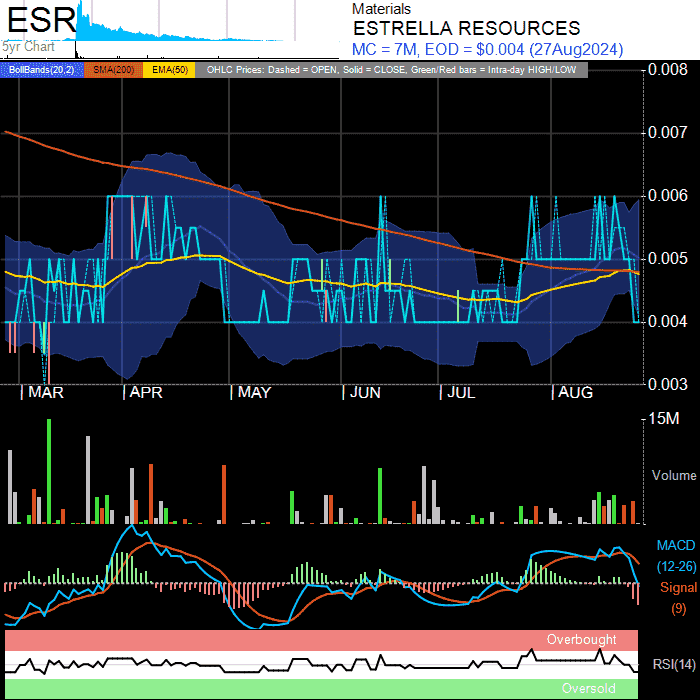 ESR
5yr Chart
Materials
ESTRELLA RESOURCES
MC = 7M, EOD = $0.004 (27Aug2024)
BollBands(20,2) SMA(200) EMA(50) OHLC Prices: Dashed = OPEN, Solid = CLOSE, Green/Red bars = Intra-day HIGH/LOW
0.008
0.007
0.006
0.005
0.004
0.003
MAR APR MAY JUN JUL AUG
15M
Volume
MACD
(12-26)
Signal
(9)
Overbought
RSI(14)
Oversold